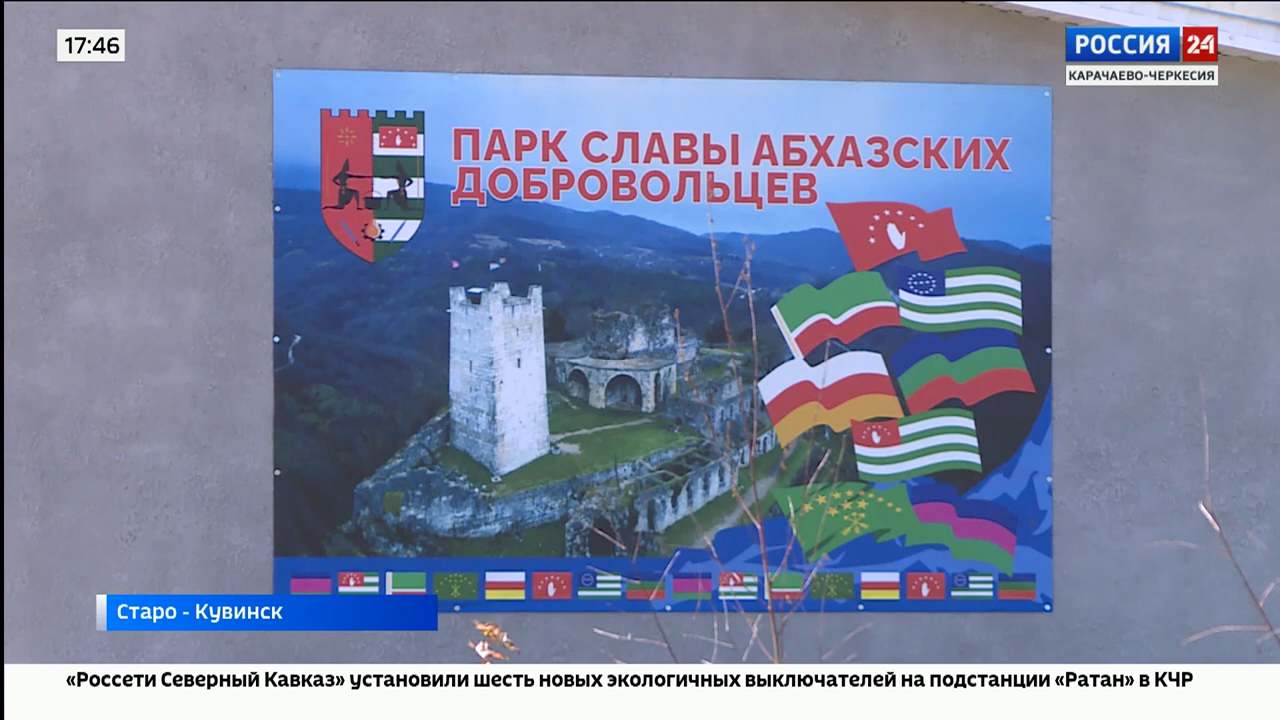 17:46
РОССИЯ 24
КАРАЧАЕВО-ЧЕРКЕСИЯ
ПАРК СЛАВЫ АБХАЗСКИХ
ДОБРОВОЛЬЦЕВ
Старо - Кувинск
«Россети Северный Кавказ» установили шесть новых экологичных выключателей на подстанции «Ратан» в КЧР